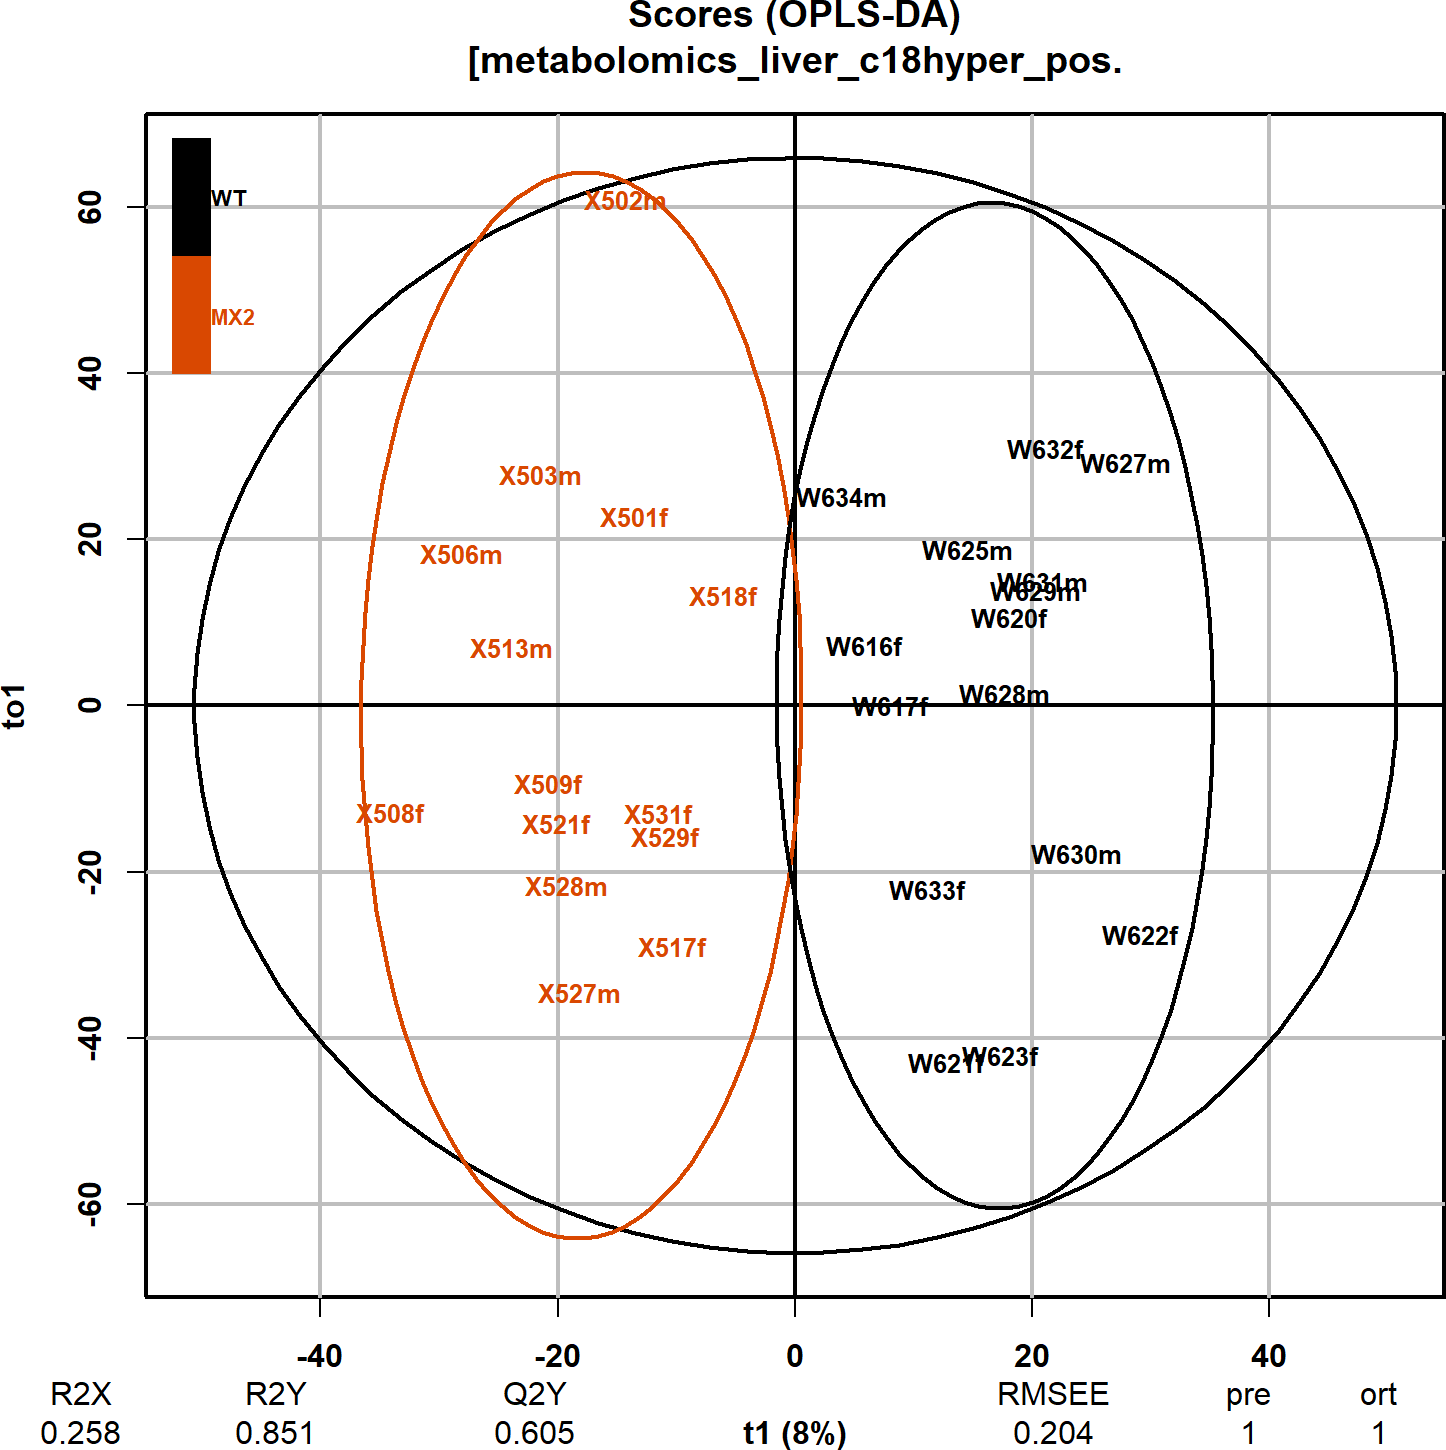 Scores (OPLS-DA)
[metabolomics_liver_c18hyper_pos.
WT
MX2
60
40
20
0
-20
-40
-60
to1
X502m
X503m
X501f
X506m
X518f
X513m
X509f
X508f
X521f
X531f
X529f
X528m
X517f
X527m
W632f
W627m
W634m
W625m
W631m
W629m
W620f
W616f
W628m
W617f
W630m
W633f
W622f
W621f
W623f
-40 -20 0 20 40
R2X R2Y Q2Y RMSEE pre ort
0.258 0.851 0.605 t1 (8%) 0.204 1 1